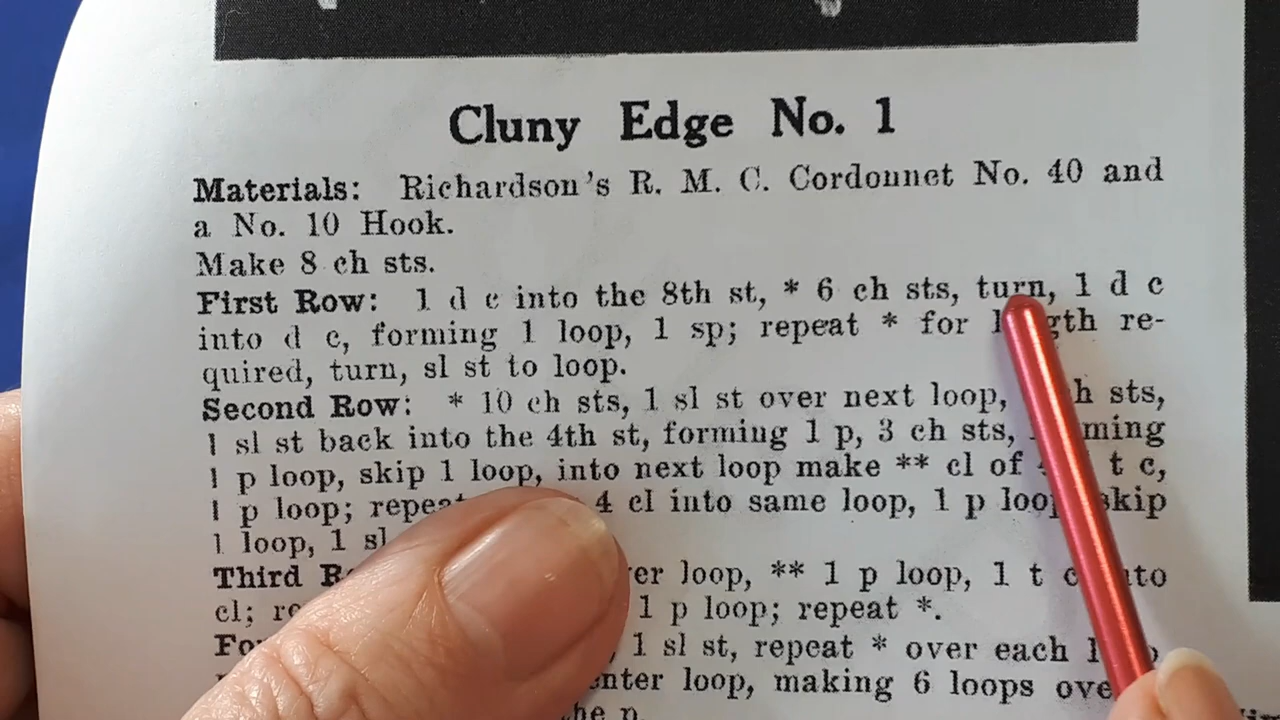 Cluny Edge No. 1
Materials: Richardson's R. M. C. Cordonnet No. 40 and
a No. 10 Hook.
Make 8 ch sts.
First Row: 1 d c into the 8th st, * 6 ch sts, turn, 1 d c
into d c, forming 1 loop, 1 sp; repeat * for re-
quired, turn, sl st to loop.
Second Row: * 10 ch sts, 1 sl st over next loop, sts,
1 sl st back into the 4th st, forming 1 p, 3 ch sts,
1 p loop, skip 1 loop, into next loop make ** cl of t c,
1 p loop; 4 cl into same loop, 1 p loop skip
1 loop, 1 sl
Third loop, ** 1 p loop, 1 t c
cl; 1 p loop; repeat *.
1 sl st, repeat * over each
loop, making 6 loops